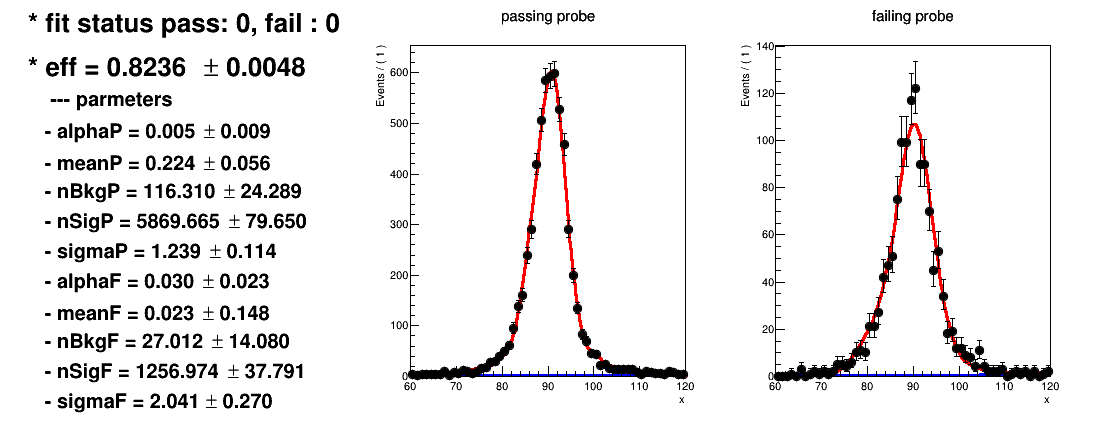 * fit status pass: 0, fail : 0
* eff = 0.8236 ± 0.0048
--- parmeters
- alphaP = 0.005 ± 0.009
- meanP = 0.224 ± 0.056
- nBkgP = 116.310 ± 24.289
- nSigP = 5869.665 ± 79.650
- sigmaP = 1.239 ± 0.114
- alphaF = 0.030 ± 0.023
- meanF = 0.023 ± 0.148
- nBkgF = 27.012 ± 14.080
- nSigF = 1256.974 ± 37.791
- sigmaF = 2.041 ± 0.270
passing probe
Events / ( 1 )
600
500
400
300
200
100
0
60 70 80 90 100 110 120
x
failing probe
Events / ( 1 )
140
120
100
80
60
40
20
0
60 70 80 90 100 110 120
x